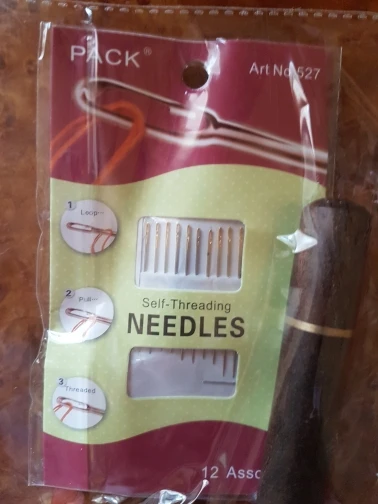 PACK®
Art No.527
1
Loop
2
Pull
3
Threaded
Self-Threading
NEEDLES
12 Asso